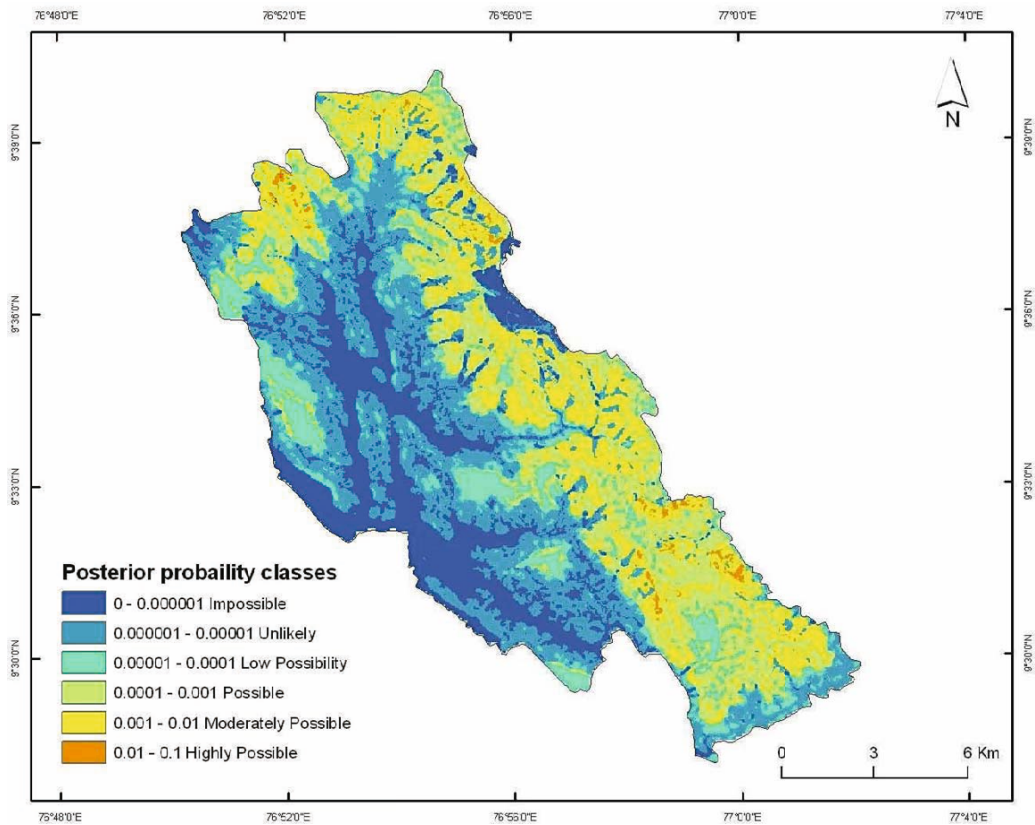 76°48'0"E 76°52'0"E 76°56'0"E 77°0'0"E 77°4'0"E
9°39'0"N 9°39'0"N
N
9°36'0"N 9°36'0"N
9°33'0"N 9°33'0"N
9°30'0"N 9°30'0"N
Posterior probaility classes
0 - 0.000001 Impossible
0.000001 - 0.00001 Unlikely
0.00001 - 0.0001 Low Possibility
0.0001 - 0.001 Possible
0.001 - 0.01 Moderately Possible
0.01 - 0.1 Highly Possible
0 3 6 Km
76°48'0"E 76°52'0"E 76°56'0"E 77°0'0"E 77°4'0"E